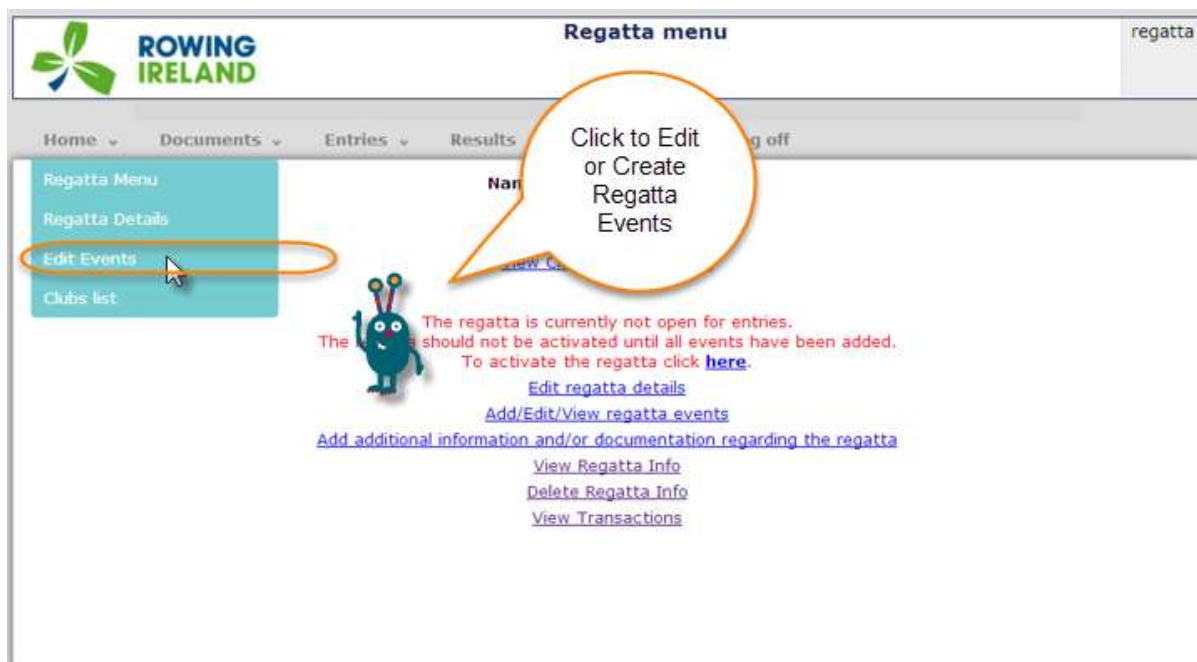 ROWING
IRELAND
Regatta menu
regatta
Home
Documents
Entries
Results
off
Regatta Menu
Regatta Details
Edit Events
Clubs list
Click to Edit
or Create
Regatta
Events
The regatta is currently not open for entries.
The should not be activated until all events have been added.
To activate the regatta click here.
Edit regatta details
Add/Edit/View regatta events
Add additional information and/or documentation regarding the regatta
View Regatta Info
Delete Regatta Info
View Transactions